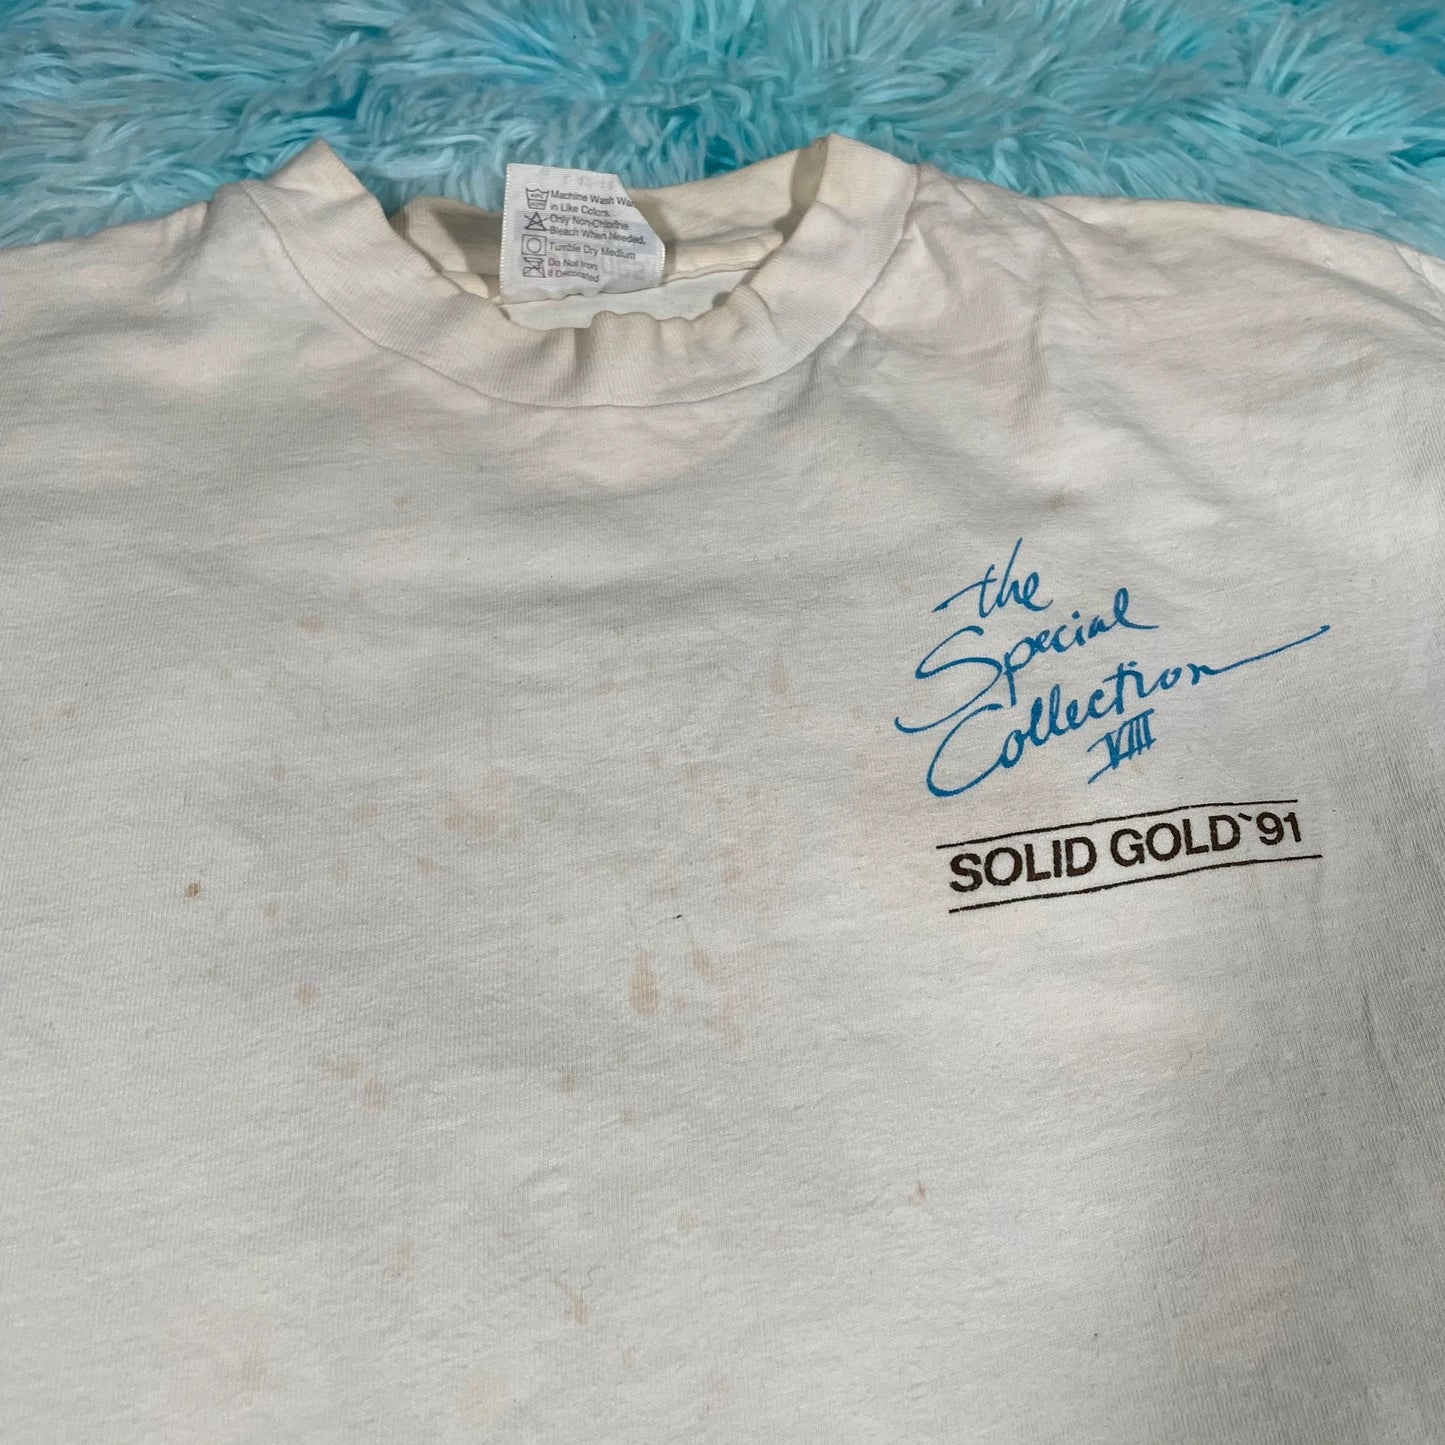 Machine Wash Wa
in Like Colors.
Only Non-Chlorine
Bleach When Needed.
Tumble Dry Medium
Do Not Iron
if Decorated
the
Special
Collection
VIII
SOLID GOLD`91